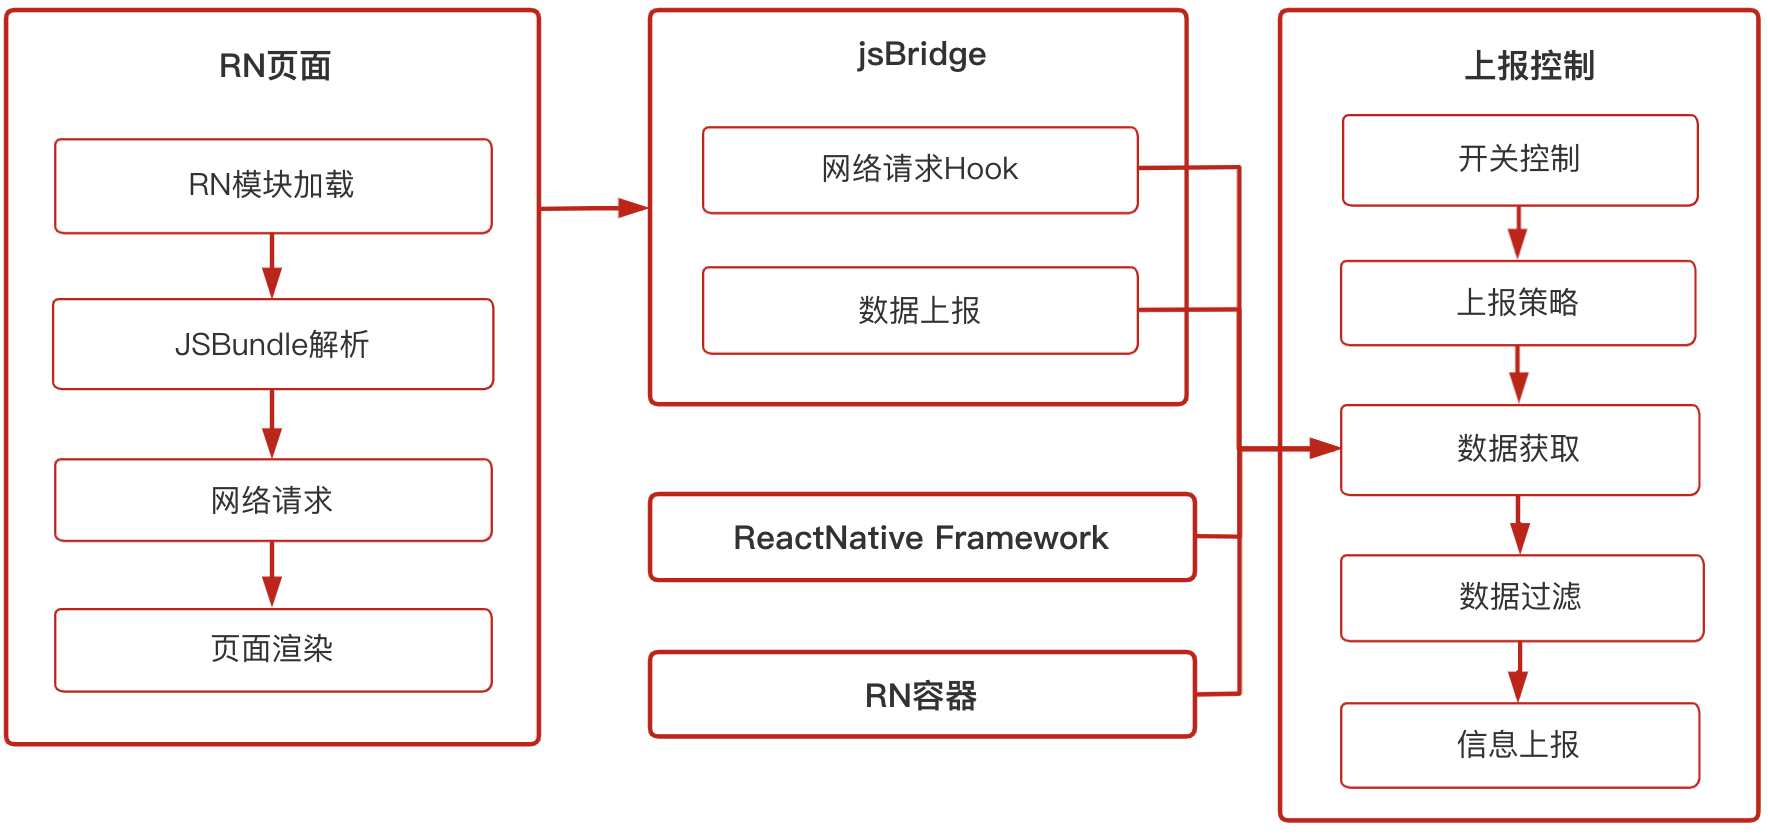 RN页面
RN模块加载
JSBundle解析
网络请求
页面渲染
jsBridge
网络请求Hook
数据上报
ReactNative Framework
RN容器
上报控制
开关控制
上报策略
数据获取
数据过滤
信息上报